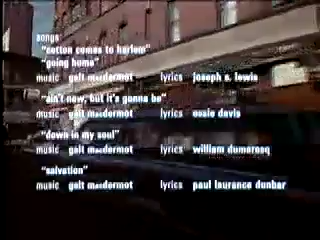 songs
"cotton comes to harlem"
"going home"
music galt macdermot lyrics joseph s. lewis
"ain't now, but it's gonna be"
music galt macdermot lyrics ossie davis
"down in my soul"
music galt macdermot lyrics william dumaresq
"salvation"
music galt macdermot lyrics paul laurence dunbar